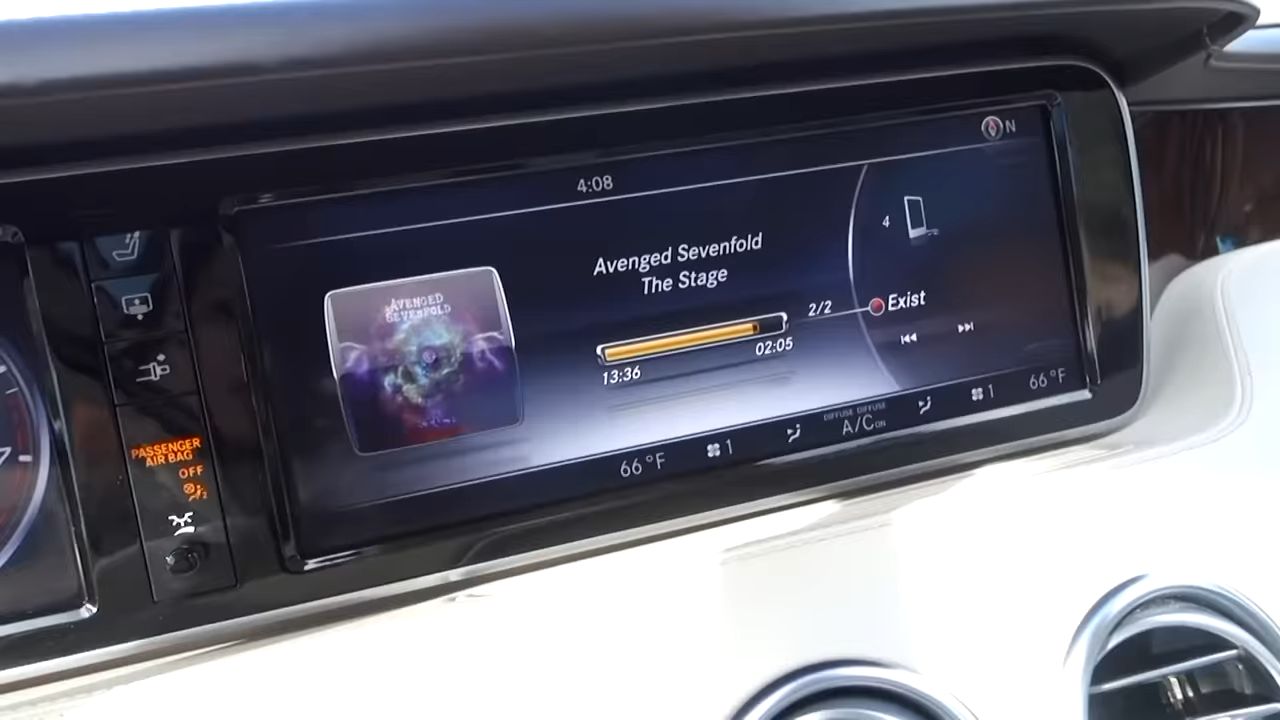 4:08
N
AVENGED
SEVENFOLD
Avenged Sevenfold
The Stage
4
2/2
Exist
13:36
02:05
PASSENGER
AIR BAG
OFF
66°F
1
DIFFUSE DIFFUSE
A/C ON
1
66°F